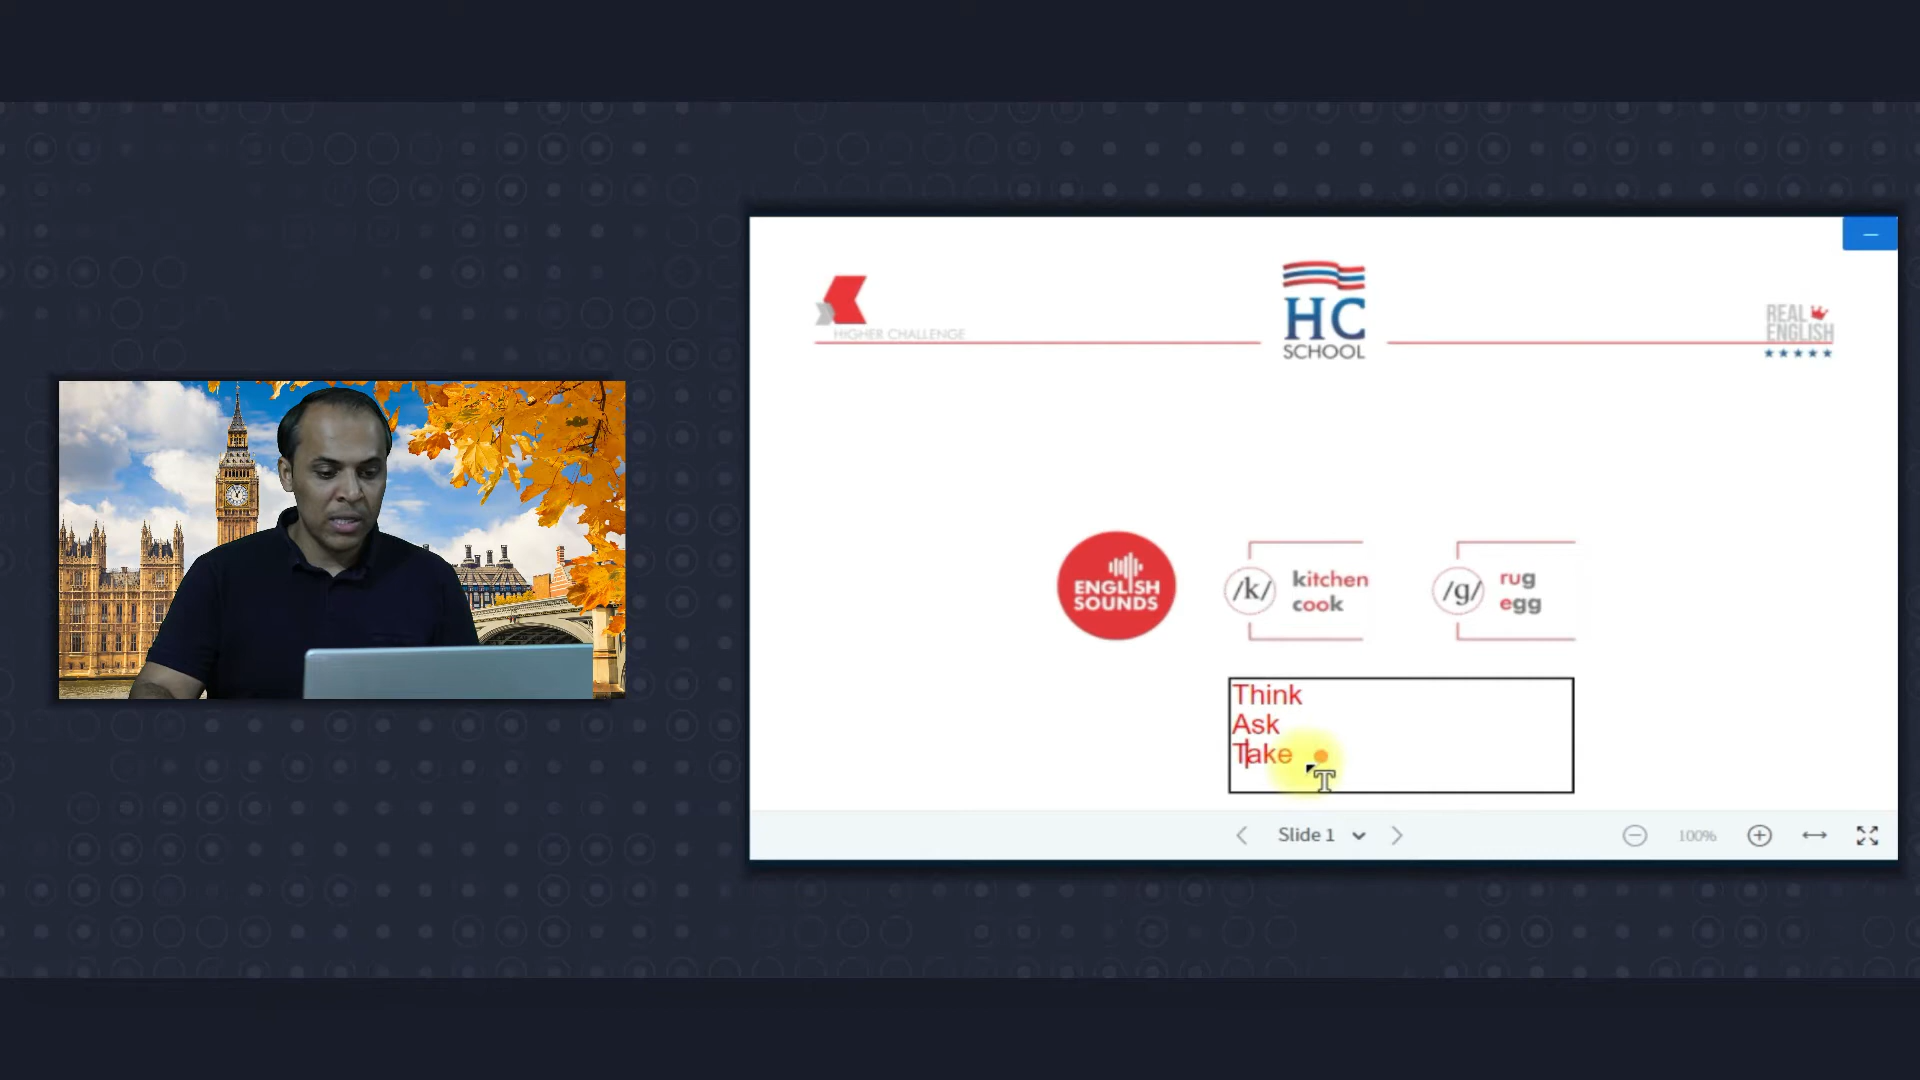 HIGHER CHALLENGE
HC
SCHOOL
REAL
ENGLISH
ENGLISH
SOUNDS
/k/
kitchen
cook
/g/
rug
egg
Think
Ask
Take
Slide 1
100%